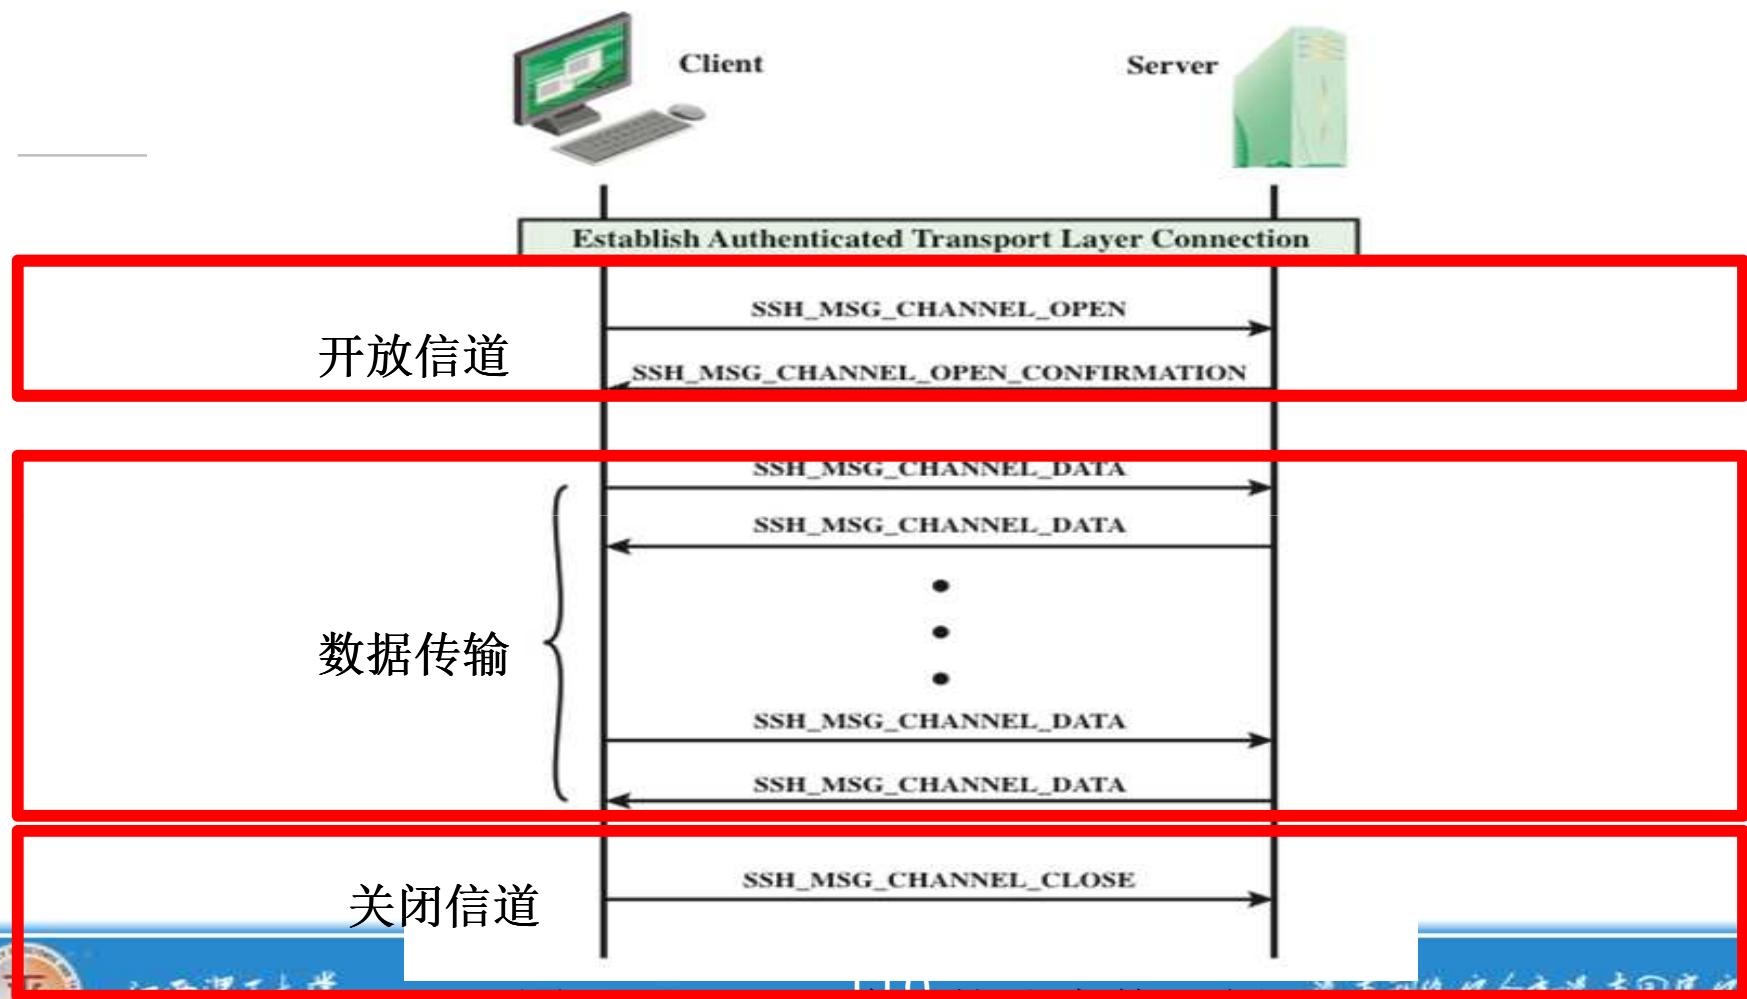 Client
Server
Establish Authenticated Transport Layer Connection
SSH_MSG_CHANNEL_OPEN
开放信道
SSH_MSG_CHANNEL_OPEN_CONFIRMATION
SSH_MSG_CHANNEL_DATA
SSH_MSG_CHANNEL_DATA
数据传输
SSH_MSG_CHANNEL_DATA
SSH_MSG_CHANNEL_DATA
SSH_MSG_CHANNEL_CLOSE
关闭信道